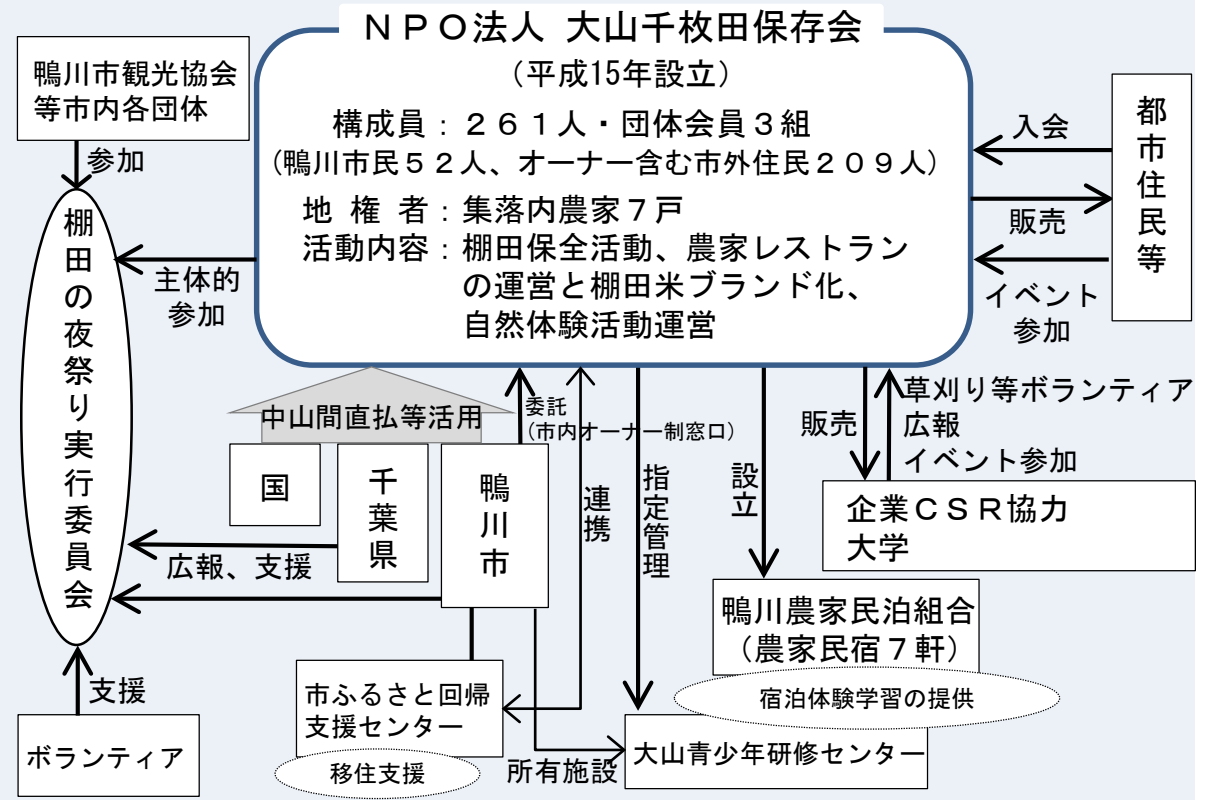 ＮＰＯ法人 大山千枚田保存会
（平成15年設立）
構成員：２６１人・団体会員３組
（鴨川市民５２人、オーナー含む市外住民２０９人）
地 権 者：集落内農家７戸
活動内容：棚田保全活動、農家レストラン
の運営と棚田米ブランド化、
自然体験活動運営
鴨川市観光協会
等市内各団体
参加
棚田の夜祭り実行委員会
主体的
参加
入会
販売
イベント
参加
都市住民等
中山間直払等活用
国
千葉県
鴨川市
委託
（市内オーナー制窓口）
連携
指定管理
設立
販売
草刈り等ボランティア
広報
イベント参加
企業ＣＳＲ協力
大学
広報、支援
鴨川農家民泊組合
（農家民宿７軒）
宿泊体験学習の提供
支援
ボランティア
市ふるさと回帰
支援センター
移住支援
所有施設
大山青少年研修センター